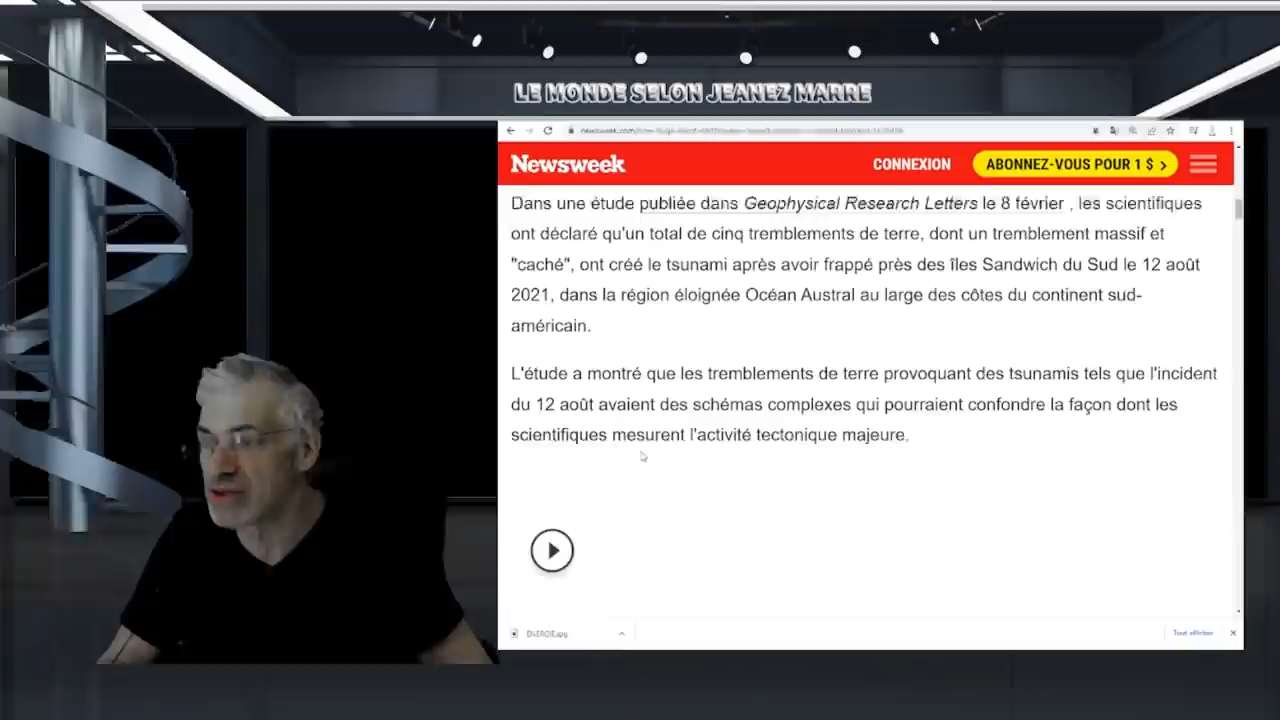 LE MONDE SELON JEANEZ MARRE
Newsweek
CONNEXION
ABONNEZ-VOUS POUR 1 $ >
Dans une étude publiée dans Geophysical Research Letters le 8 février , les scientifiques
ont déclaré qu'un total de cinq tremblements de terre, dont un tremblement massif et
"caché", ont créé le tsunami après avoir frappé près des îles Sandwich du Sud le 12 août
2021, dans la région éloignée Océan Austral au large des côtes du continent sud-
américain.
L'étude a montré que les tremblements de terre provoquant des tsunamis tels que l'incident
du 12 août avaient des schémas complexes qui pourraient confondre la façon dont les
scientifiques mesurent l'activité tectonique majeure.
Tout afficher